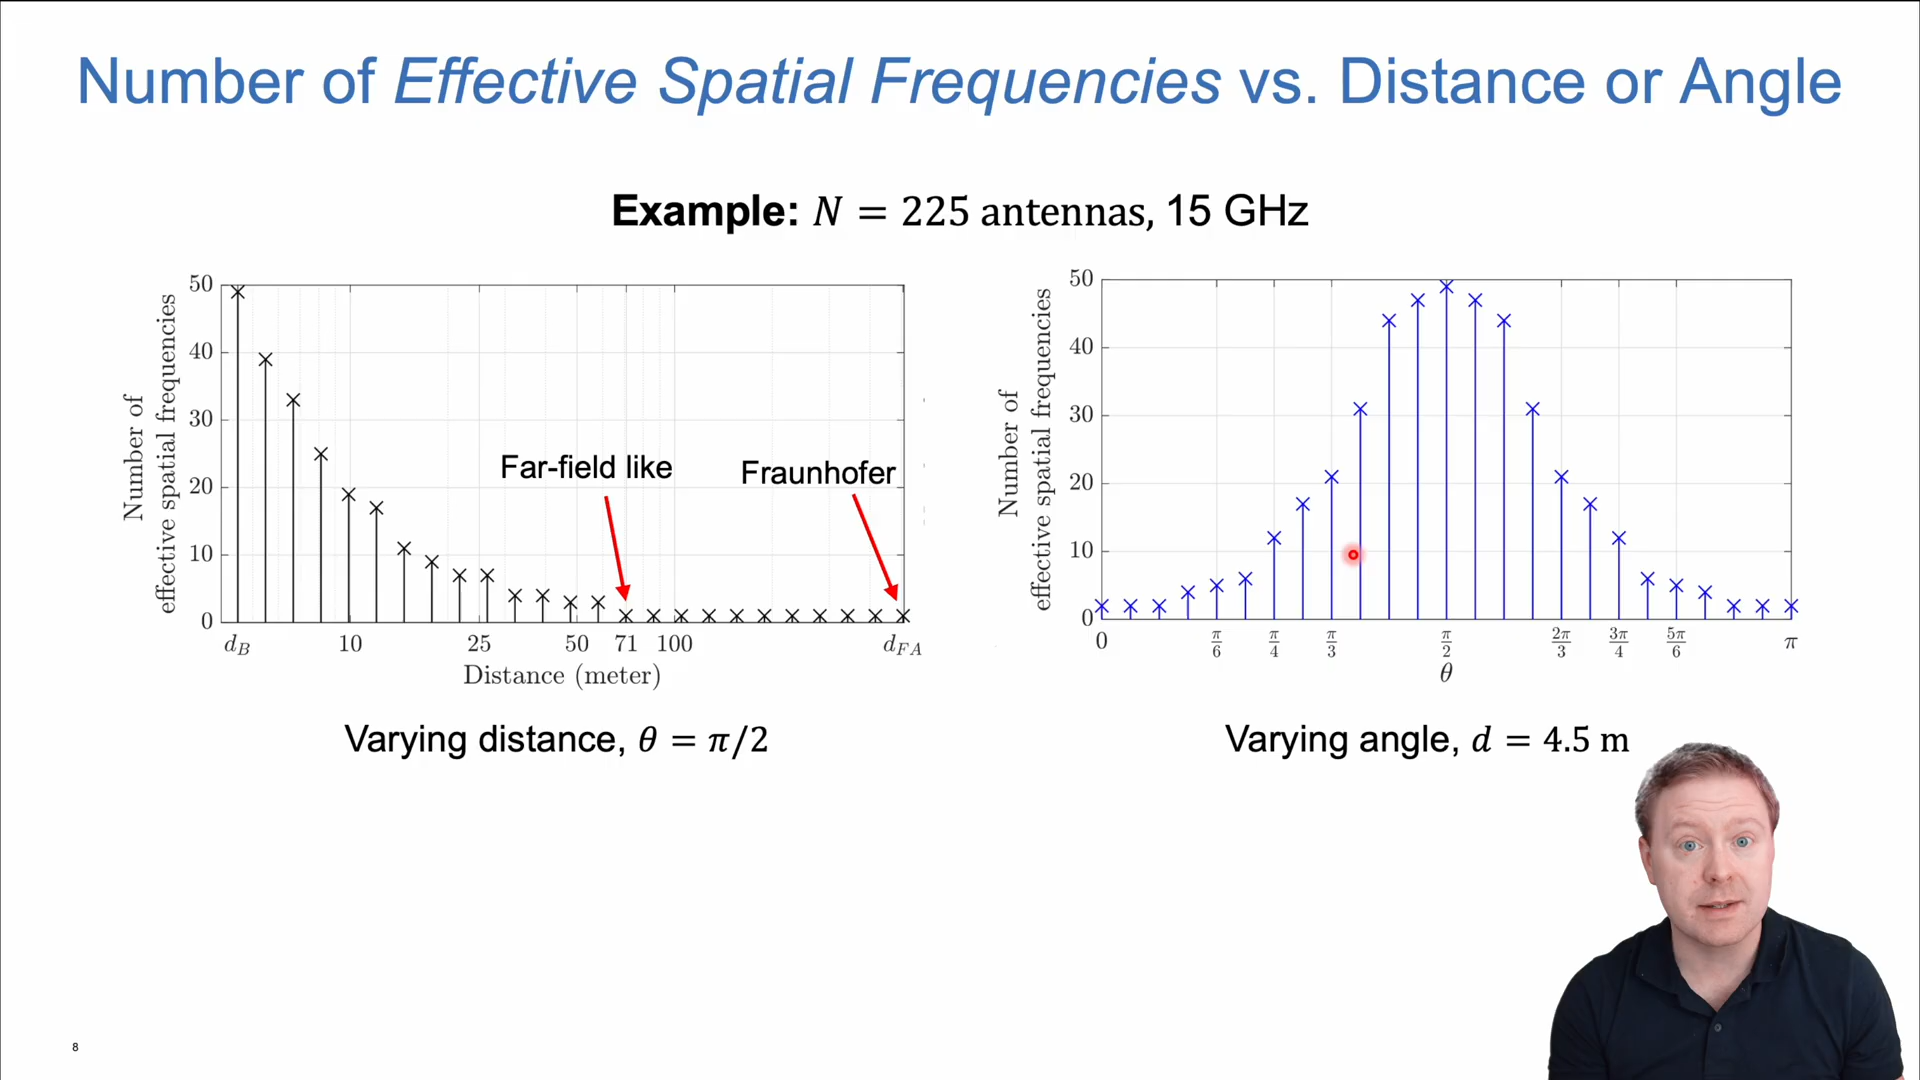 Number of Effective Spatial Frequencies vs. Distance or Angle
Example: N = 225 antennas, 15 GHz
Number of
effective spatial frequencies
50
40
30
20
10
0
Far-field like
Fraunhofer
d_B 10 25 50 71 100 d_FA
Distance (meter)
Varying distance, θ = π/2
Number of
effective spatial frequencies
50
40
30
20
10
0
0 π/6 π/4 π/3 π/2 2π/3 3π/4 5π/6 π
θ
Varying angle, d = 4.5 m
8